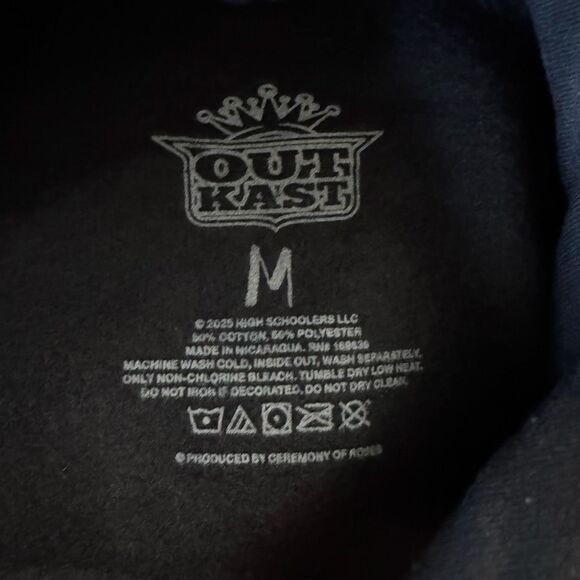 OUT
KAST
M
© 2025 HIGH SCHOOLERS LLC
50% COTTON, 50% POLYESTER
MADE IN NICARAGUA. RN#
MACHINE WASH COLD, INSIDE OUT, WASH SEPARATELY.
ONLY NON-CHLORINE BLEACH. TUMBLE DRY LOW HEAT.
DO NOT IRON IF DECORATED. DO NOT DRY CLEAN.
© PRODUCED BY CEREMONY OF ROSES